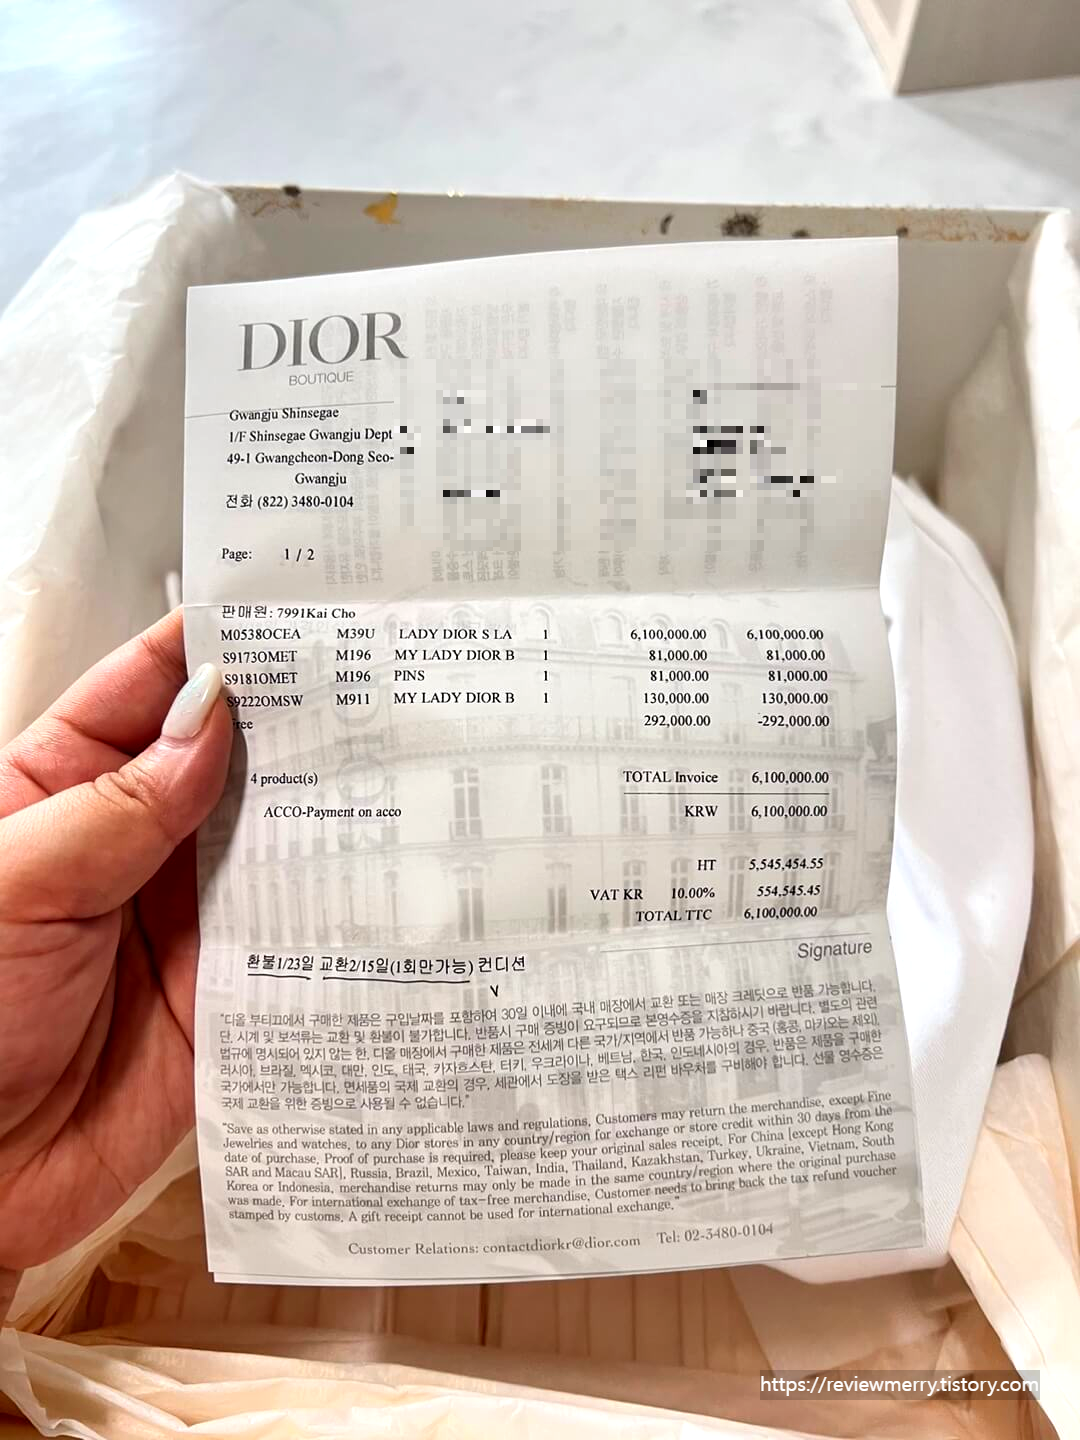 DIOR
BOUTIQUE
Gwangju Shinsegae
1/F Shinsegae Gwangju Dept
49-1 Gwangcheon-Dong Seo-
Gwangju
전화 (822) 3480-0104
Page: 1 / 2
판매원: 7991Kai Cho
M0538OCEA M39U LADY DIOR S LA 1 6,100,000.00 6,100,000.00
S9173OMET M196 MY LADY DIOR B 1 81,000.00 81,000.00
S9181OMET M196 PINS 1 81,000.00 81,000.00
S9222OMSW M911 MY LADY DIOR B 1 130,000.00 130,000.00
Free 292,000.00 -292,000.00
4 product(s) TOTAL Invoice 6,100,000.00
ACCO-Payment on acco KRW 6,100,000.00
HT 5,545,454.55
VAT KR 10.00% 554,545.45
TOTAL TTC 6,100,000.00
Signature
환불1/23일 교환2/15일(1회만가능) 컨디션
"디올 부티끄에서 구매한 제품은 구입날짜를 포함하여 30일 이내에 국내 매장에서 교환 또는 매장 크레딧으로 반품 가능합니다.
단, 시계 및 보석류는 교환 및 환불이 불가합니다. 반품시 구매 증빙이 요구되므로 본영수증을 지참하시기 바랍니다. 별도의 관련
법규에 명시되어 있지 않는 한, 디올 매장에서 구매한 제품은 전세계 다른 국가/지역에서 반품 가능하나 중국 (홍콩, 마카오는 제외),
러시아, 브라질, 멕시코, 대만, 인도, 태국, 카자흐스탄, 터키, 우크라이나, 베트남, 한국, 인도네시아의 경우, 반품은 제품을 구매한
국가에서만 가능합니다. 면세품의 국제 교환의 경우, 세관에서 도장을 받은 택스 리펀 바우처를 구비해야 합니다. 선물 영수증은
국제 교환을 위한 증빙으로 사용될 수 없습니다."
"Save as otherwise stated in any applicable laws and regulations, Customers may return the merchandise, except Fine
Jewelries and watches, to any Dior stores in any country/region for exchange or store credit within 30 days from the
date of purchase. Proof of purchase is required, please keep your original sales receipt. For China [except Hong Kong
SAR and Macau SAR], Russia, Brazil, Mexico, Taiwan, India, Thailand, Kazakhstan, Turkey, Ukraine, Vietnam, South
Korea or Indonesia, merchandise returns may only be made in the same country/region where the original purchase
was made. For international exchange of tax-free merchandise, Customer needs to bring back the tax refund voucher
stamped by customs. A gift receipt cannot be used for international exchange."
Customer Relations: contactdiorkr@dior.com Tel: 02-3480-0104
https://reviewmerry.tistory.com